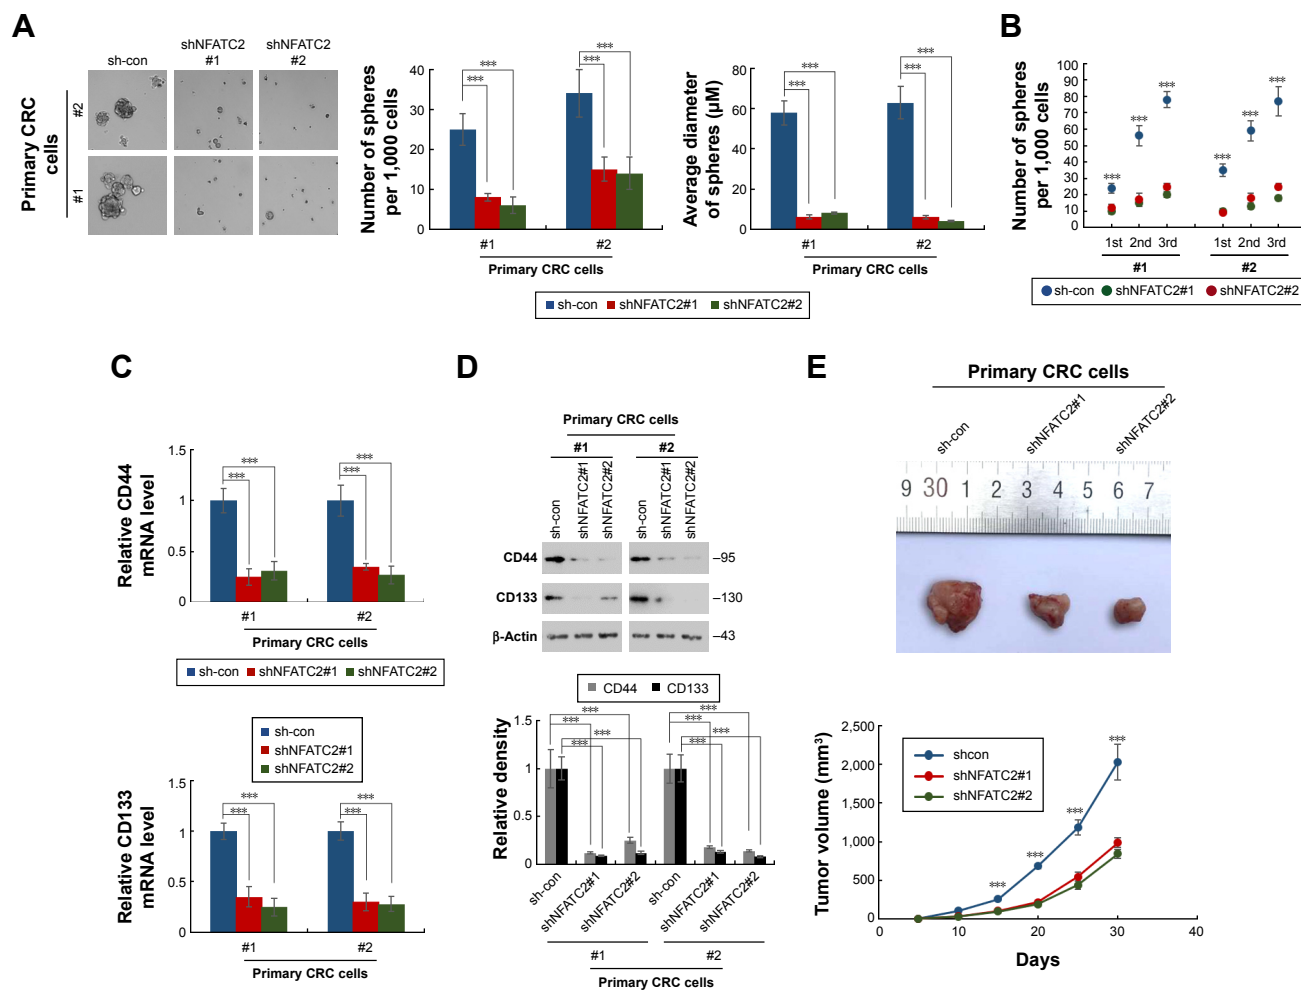 A
sh-con
shNFATC2
#1
shNFATC2
#2
Primary CRC
cells
#2
#1
Number of spheres
per 1,000 cells
40
30
20
10
0
***
***
***
***
#1
#2
Primary CRC cells
Average diameter
of spheres (μM)
80
60
40
20
0
***
***
***
***
#1
#2
Primary CRC cells
sh-con
shNFATC2#1
shNFATC2#2
B
Number of spheres
per 1,000 cells
100
90
80
70
60
50
40
30
20
10
***
***
***
***
***
***
1st
2nd
3rd
1st
2nd
3rd
#1
#2
sh-con
shNFATC2#1
shNFATC2#2
C
Relative CD44
mRNA level
1.5
1
0.5
0
***
***
***
***
#1
#2
Primary CRC cells
sh-con
shNFATC2#1
shNFATC2#2
sh-con
shNFATC2#1
shNFATC2#2
Relative CD133
mRNA level
1.5
1
0.5
0
***
***
***
***
#1
#2
Primary CRC cells
D
Primary CRC cells
#1
#2
sh-con
shNFATC2#1
shNFATC2#2
sh-con
shNFATC2#1
shNFATC2#2
CD44
–95
CD133
–130
β-Actin
–43
CD44
CD133
Relative density
1.5
1
0.5
0
***
***
***
***
***
***
***
***
sh-con
shNFATC2#1
shNFATC2#2
sh-con
shNFATC2#1
shNFATC2#2
#1
#2
Primary CRC cells
E
Primary CRC cells
sh-con
shNFATC2#1
shNFATC2#2
9 30 1 2 3 4 5 6 7
Tumor volume (mm³)
2,500
2,000
1,500
1,000
500
0
shcon
shNFATC2#1
shNFATC2#2
***
***
***
***
0
10
20
30
40
Days